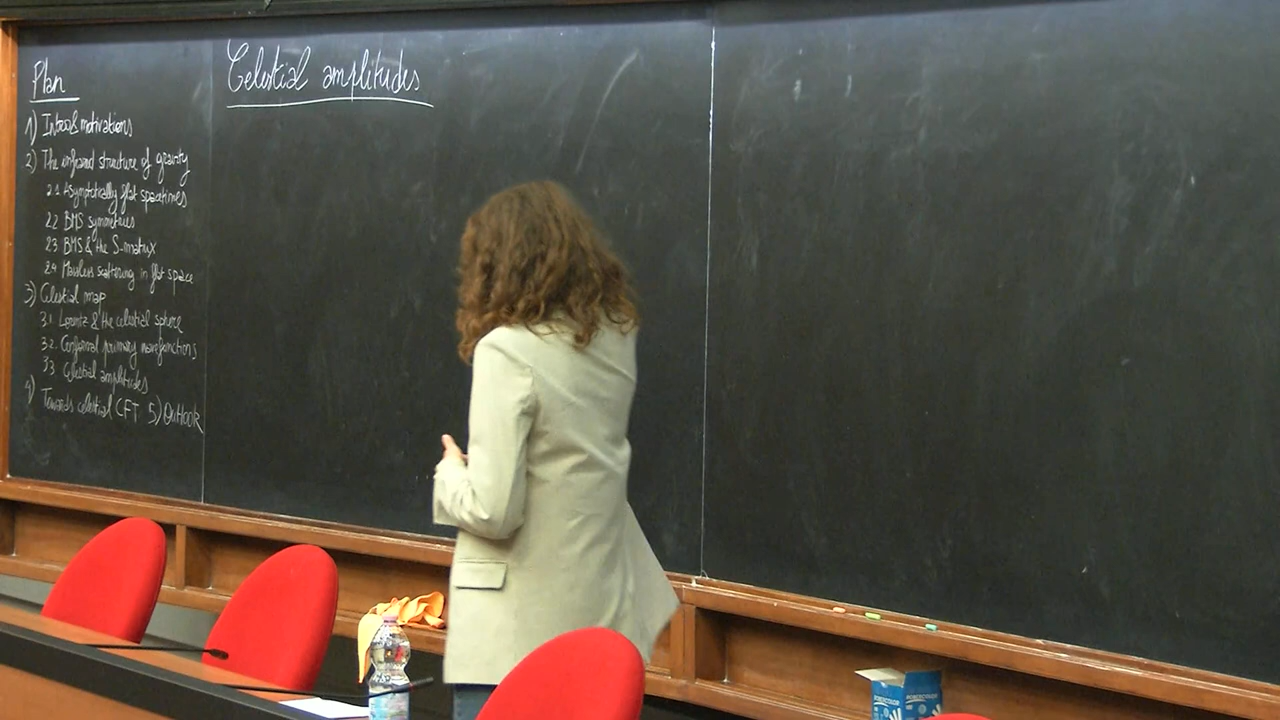 Plan
1) Intro & motivations
2) The infrared structure of gravity
2.1 Asymptotically flat spacetimes
2.2 BMS symmetries
2.3 BMS & the S-matrix
2.4 Massless scattering in flat space
3) Celestial map
3.1. Lorentz & the celestial sphere
3.2. Conformal primary wavefunctions
3.3 Celestial amplitudes
4) Towards celestial CFT 5) Outlook
Celestial amplitudes